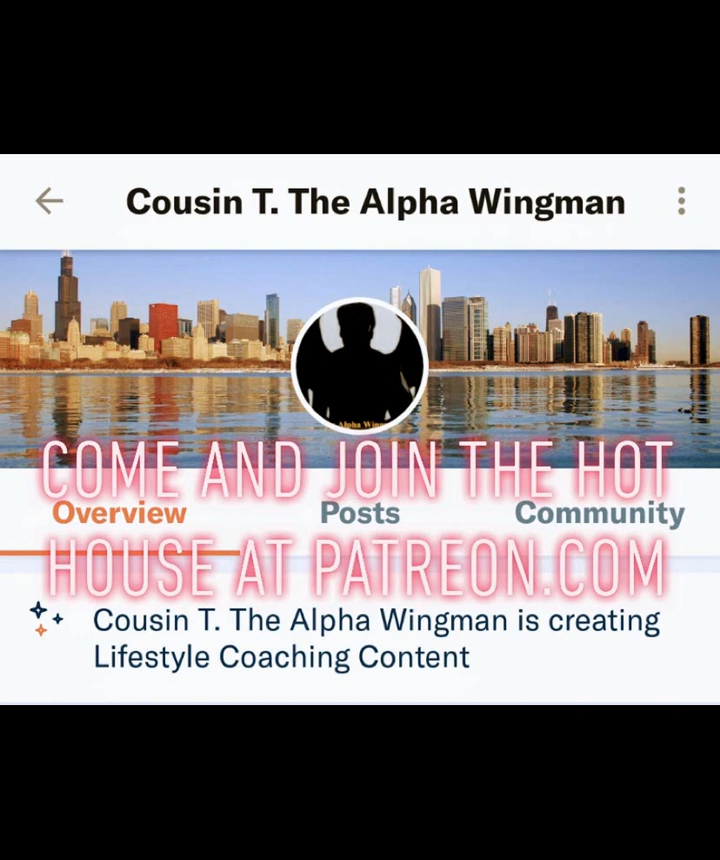 Cousin T. The Alpha Wingman
COME AND JOIN THE HOT
Overview Posts Community
HOUSE AT PATREON.COM
Cousin T. The Alpha Wingman is creating
Lifestyle Coaching Content